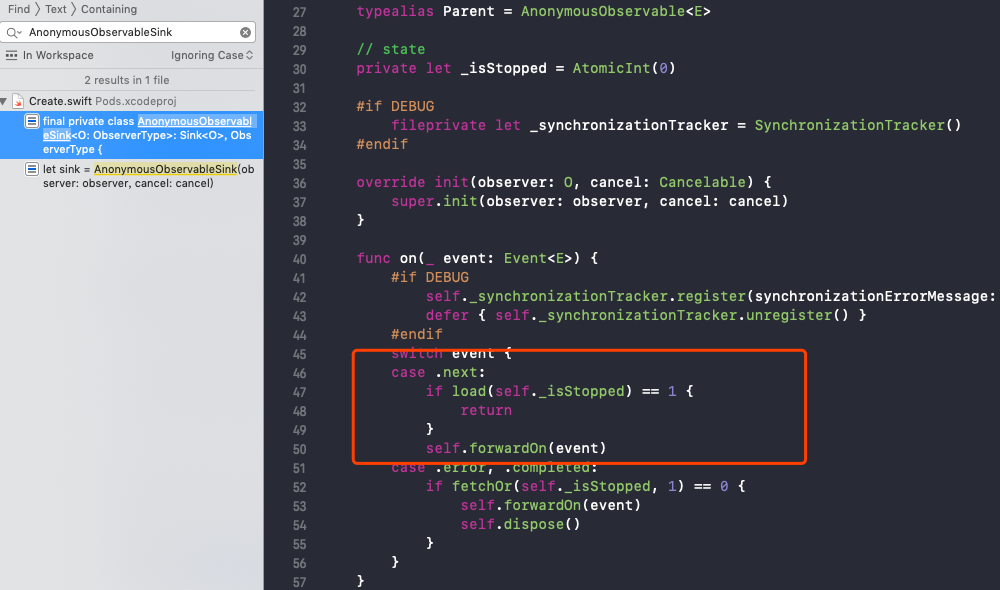 Find 〉 Text 〉 Containing
AnonymousObservableSink
In Workspace Ignoring Case
2 results in 1 file
Create.swift Pods.xcodeproj
final private class AnonymousObservabl
eSink<O: ObserverType>: Sink<O>, Obs
erverType {
let sink = AnonymousObservableSink(ob
server: observer, cancel: cancel)
27 typealias Parent = AnonymousObservable<E>
28
29 // state
30 private let _isStopped = AtomicInt(0)
31
32 #if DEBUG
33 fileprivate let _synchronizationTracker = SynchronizationTracker()
34 #endif
35
36 override init(observer: O, cancel: Cancelable) {
37 super.init(observer: observer, cancel: cancel)
38 }
39
40 func on(_ event: Event<E>) {
41 #if DEBUG
42 self._synchronizationTracker.register(synchronizationErrorMessage:
43 defer { self._synchronizationTracker.unregister() }
44 #endif
45 switch event {
46 case .next:
47 if load(self._isStopped) == 1 {
48 return
49 }
50 self.forwardOn(event)
51 case .error, .completed:
52 if fetchOr(self._isStopped, 1) == 0 {
53 self.forwardOn(event)
54 self.dispose()
55 }
56 }
57 }